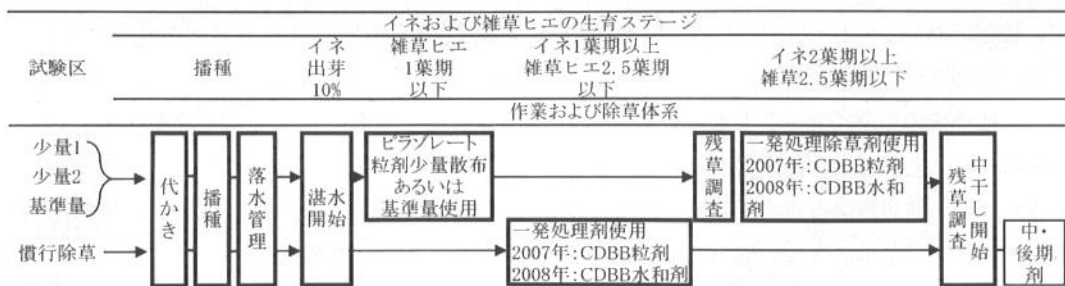 イネおよび雑草ヒエの生育ステージ
試験区
播種
イネ
出芽
10%
雑草ヒエ
1葉期
以下
イネ1葉期以上
雑草ヒエ2.5葉期
以下
イネ2葉期以上
雑草2.5葉期以下
作業および除草体系
少量1
少量2
基準量
慣行除草
代かき
播種
落水管理
湛水
開始
ピラゾレート
粒剤少量散布
あるいは
基準量使用
一発処理剤使用
2007年:CDBB粒剤
2008年:CDBB水和剤
残草調査
一発処理除草剤使用
2007年:CDBB粒剤
2008年:CDBB水和
剤
中干し開始
残草調査
中・
後期
剤